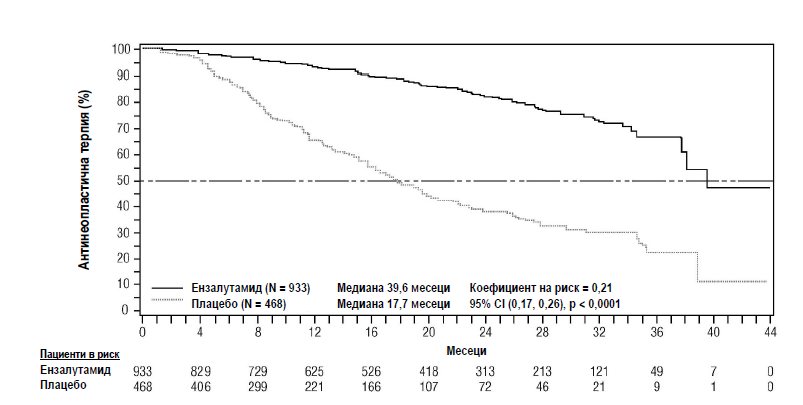 Антинеопластична терпия (%)
100
90
80
70
60
50
40
30
20
10
0
Ензалутамид (N = 933) Медиана 39,6 месеци Коефициент на риск = 0,21
Плацебо (N = 468) Медиана 17,7 месеци 95% CI (0,17, 0,26), p < 0,0001
0 4 8 12 16 20 24 28 32 36 40 44
Месеци
Пациенти в риск
Ензалутамид 933 829 729 625 526 418 313 213 121 49 7 0
Плацебо 468 406 299 221 166 107 72 46 21 9 1 0